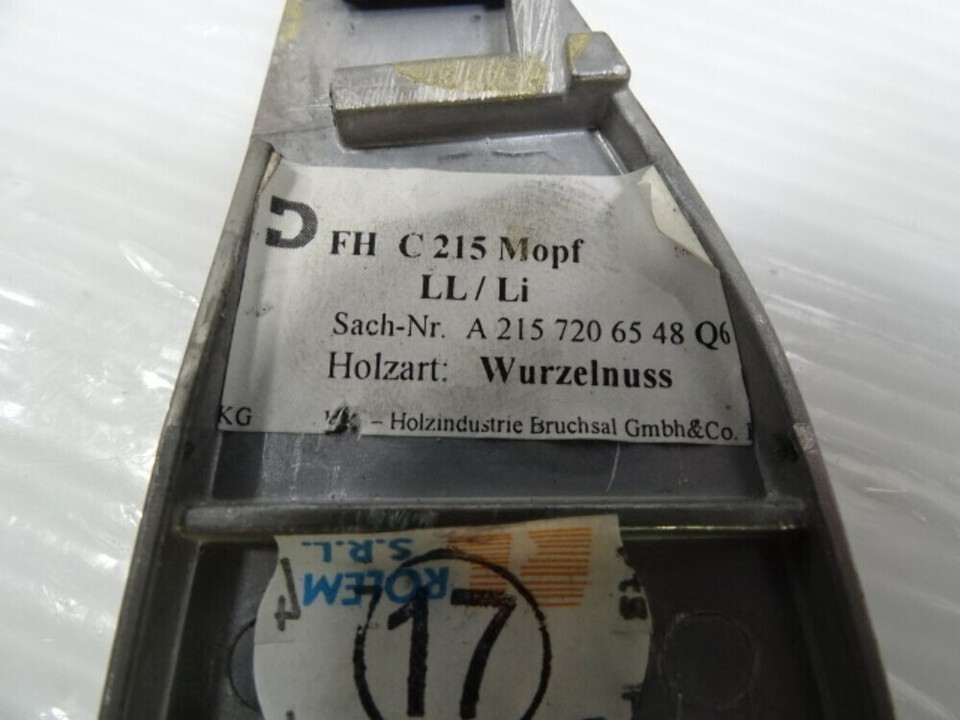 FH C 215 Mopf
LL / Li
Sach-Nr. A 215 720 65 48 Q6
Holzart: Wurzelnuss
KG – Holzindustrie Bruchsal Gmbh&Co.
ROLEM
S.R.L.
17